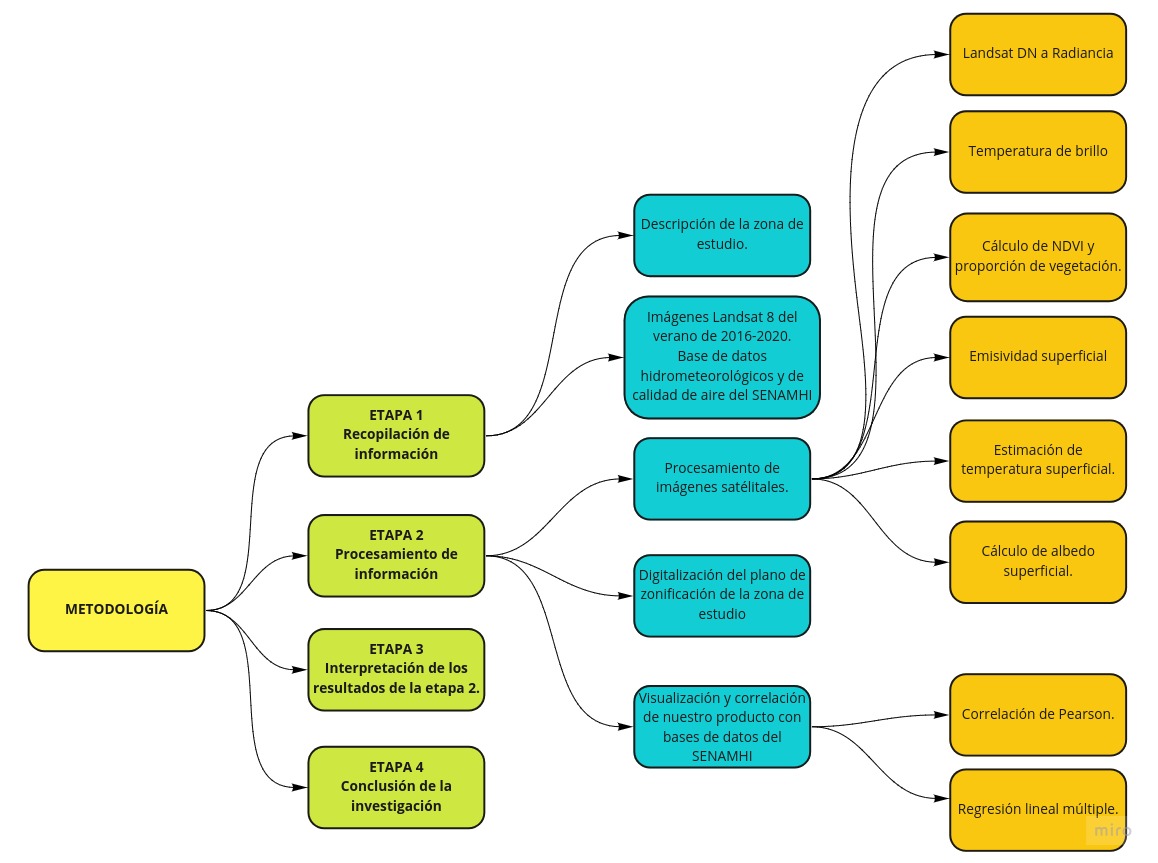 METODOLOGÍA
ETAPA 1
Recopilación de
información
ETAPA 2
Procesamiento de
información
ETAPA 3
Interpretación de los
resultados de la etapa 2.
ETAPA 4
Conclusión de la
investigación
Descripción de la zona de
estudio.
Imágenes Landsat 8 del
verano de 2016-2020.
Base de datos
hidrometeorológicos y de
calidad de aire del SENAMHI
Procesamiento de
imágenes satélitales.
Digitalización del plano de
zonificación de la zona de
estudio
Visualización y correlación
de nuestro producto con
bases de datos del
SENAMHI
Landsat DN a Radiancia
Temperatura de brillo
Cálculo de NDVI y
proporción de vegetación.
Emisividad superficial
Estimación de
temperatura superficial.
Cálculo de albedo
superficial.
Correlación de Pearson.
Regresión lineal múltiple.
miro